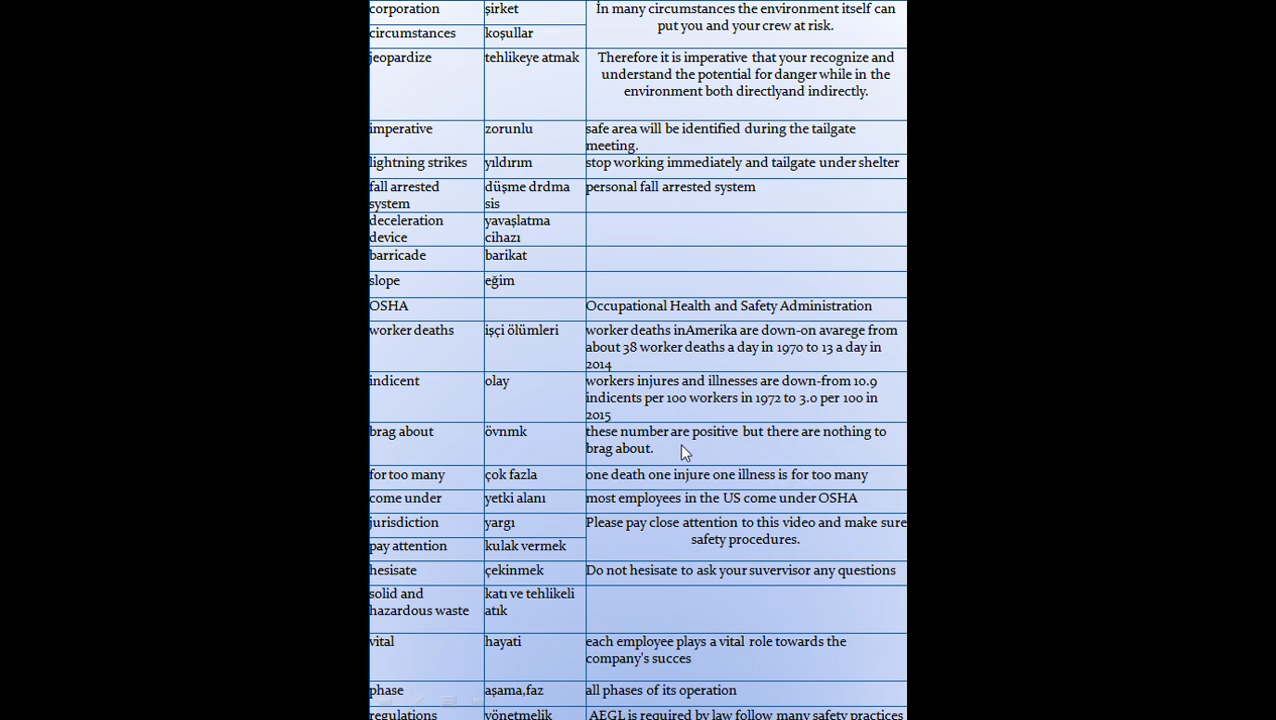 corporation şirket İn many circumstances the environment itself can
put you and your crew at risk.
circumstances koşullar
jeopardize tehlikeye atmak Therefore it is imperative that your recognize and
understand the potential for danger while in the
environment both directlyand indirectly.
imperative zorunlu safe area will be identified during the tailgate
meeting.
lightning strikes yıldırım stop working immediately and tailgate under shelter
fall arrested düşme drdma personal fall arrested system
system sis
deceleration yavaşlatma
device cihazı
barricade barikat
slope eğim
OSHA Occupational Health and Safety Administration
worker deaths işçi ölümleri worker deaths inAmerika are down-on avarege from
about 38 worker deaths a day in 1970 to 13 a day in
2014
indicent olay workers injures and illnesses are down-from 10.9
indicents per 100 workers in 1972 to 3.0 per 100 in
2015
brag about övnmk these number are positive but there are nothing to
brag about.
for too many çok fazla one death one injure one illness is for too many
come under yetki alanı most employees in the US come under OSHA
jurisdiction yargı Please pay close attention to this video and make sure
safety procedures.
pay attention kulak vermek
hesisate çekinmek Do not hesisate to ask your suvervisor any questions
solid and katı ve tehlikeli
hazardous waste atık
vital hayati each employee plays a vital role towards the
company's succes
phase aşama,faz all phases of its operation
regulations yönetmelik AEGL is required by law follow many safety practices